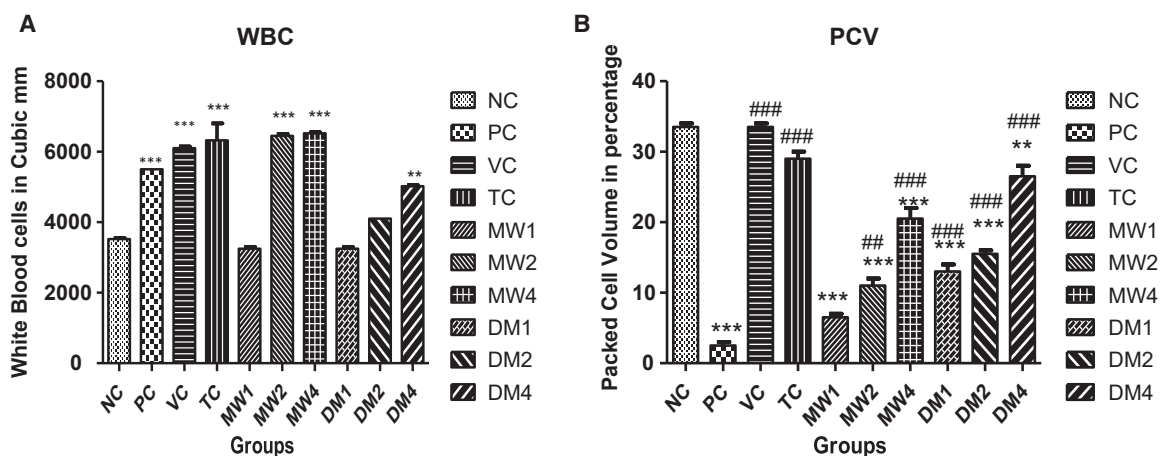 A
WBC
White Blood cells in Cubic mm
8000
6000
4000
2000
0
***
***
***
***
***
**
NC
PC
VC
TC
MW1
MW2
MW4
DM1
DM2
DM4
Groups
NC
PC
VC
TC
MW1
MW2
MW4
DM1
DM2
DM4
B
PCV
Packed Cell Volume in percentage
40
30
20
10
0
***
###
###
***
##
***
###
***
###
***
###
***
###
**
NC
PC
VC
TC
MW1
MW2
MW4
DM1
DM2
DM4
Groups
NC
PC
VC
TC
MW1
MW2
MW4
DM1
DM2
DM4